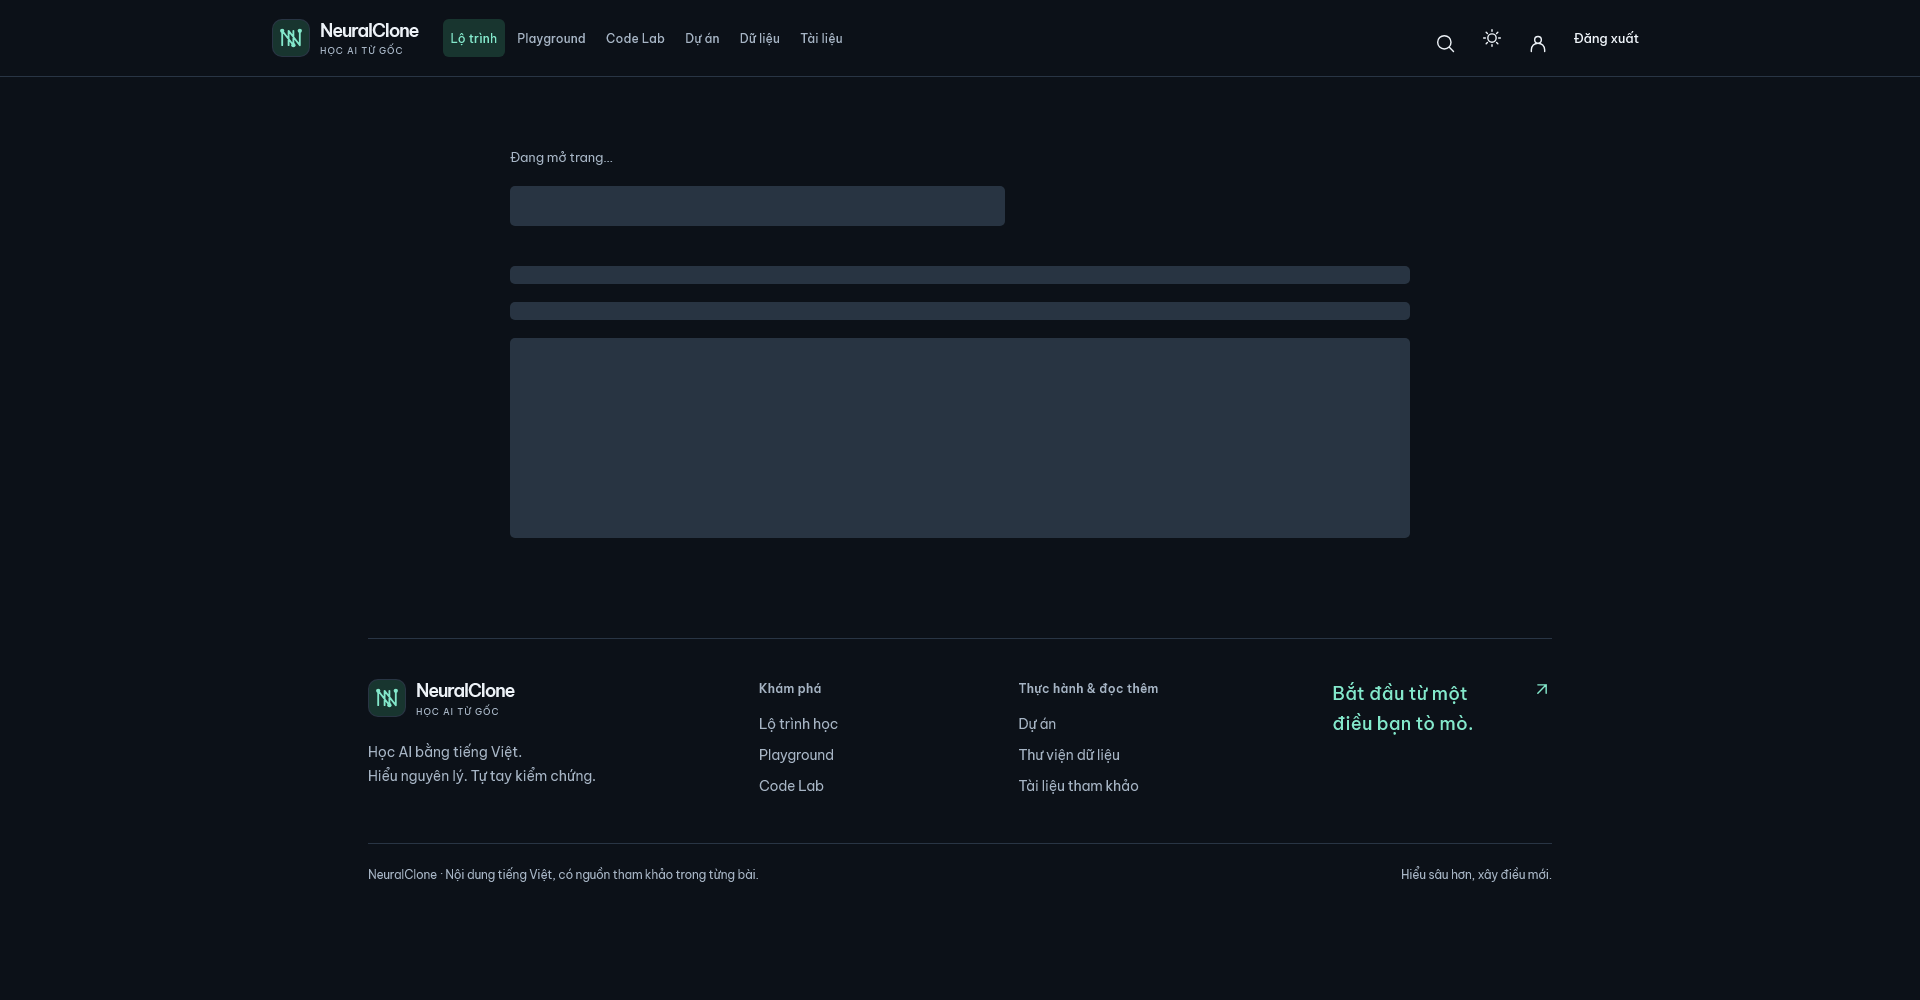 NeuralClone
HỌC AI TỪ GỐC
Lộ trình
Playground
Code Lab
Dự án
Dữ liệu
Tài liệu
Đăng xuất
Đang mở trang...
NeuralClone
HỌC AI TỪ GỐC
Học AI bằng tiếng Việt.
Hiểu nguyên lý. Tự tay kiểm chứng.
Khám phá
Lộ trình học
Playground
Code Lab
Thực hành & đọc thêm
Dự án
Thư viện dữ liệu
Tài liệu tham khảo
Bắt đầu từ một
điều bạn tò mò.
NeuralClone · Nội dung tiếng Việt, có nguồn tham khảo trong từng bài.
Hiểu sâu hơn, xây điều mới.